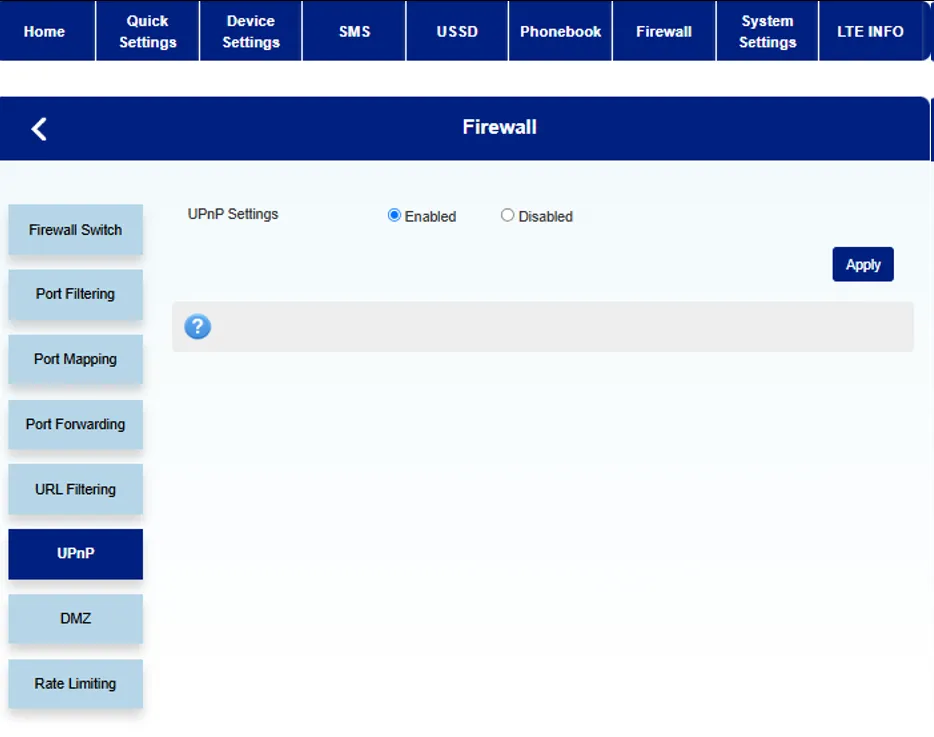 Home
Quick
Settings
Device
Settings
SMS
USSD
Phonebook
Firewall
System
Settings
LTE INFO
Firewall
Firewall Switch
Port Filtering
Port Mapping
Port Forwarding
URL Filtering
UPnP
DMZ
Rate Limiting
UPnP Settings Enabled Disabled
Apply
?